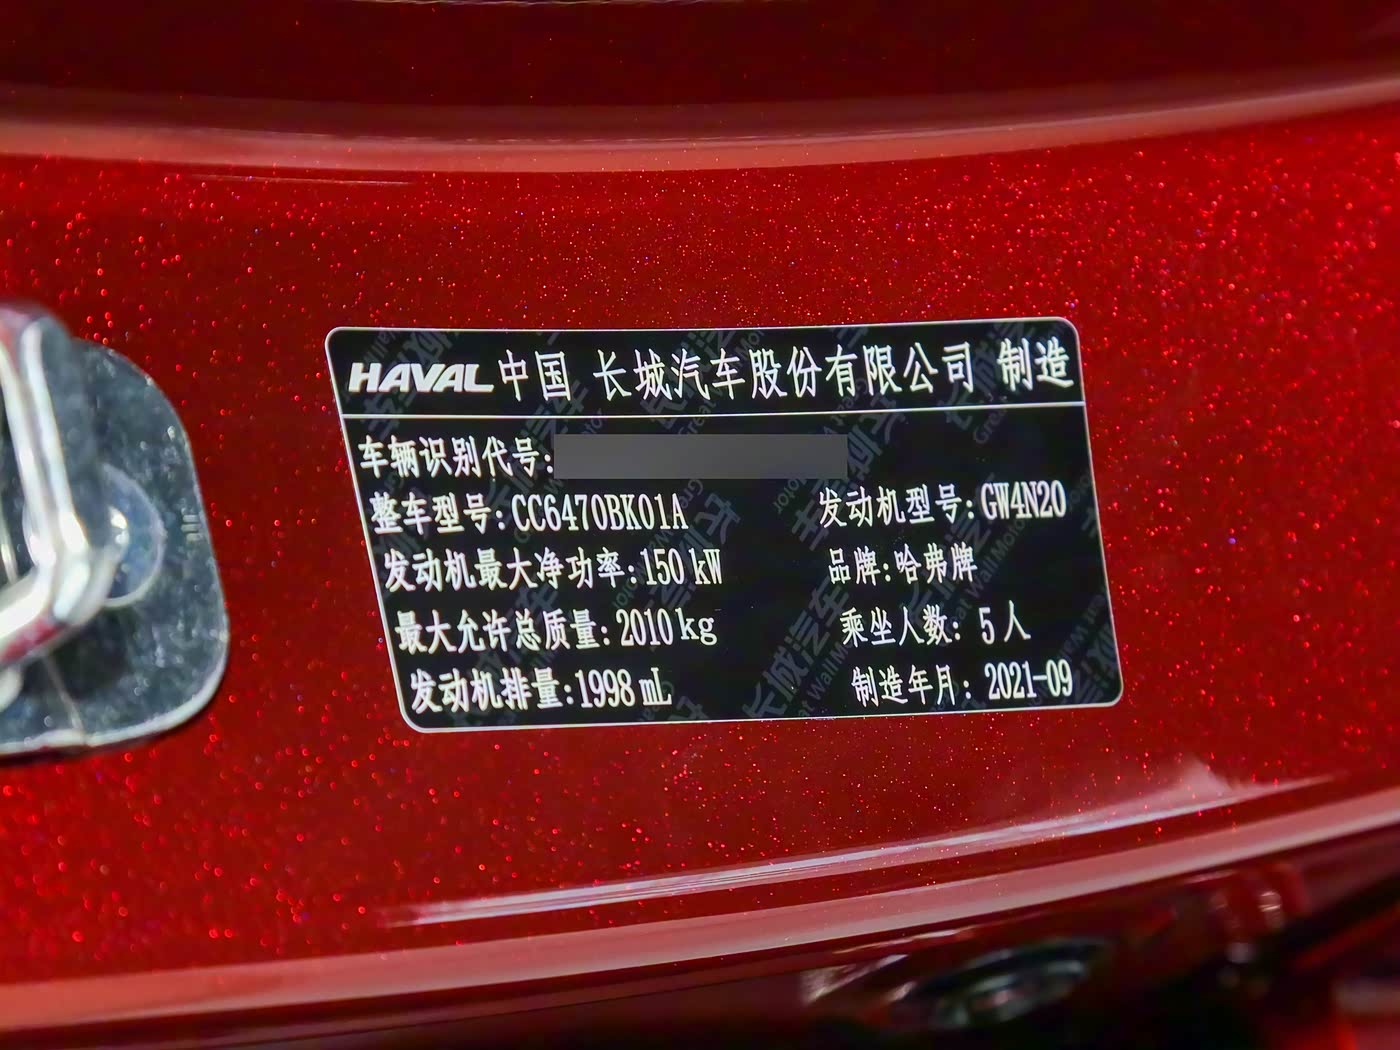 HAVAL 中国 长城汽车股份有限公司 制造
车辆识别代号:
整车型号:CC6470BK01A 发动机型号:GW4N20
发动机最大净功率:150 kW 品牌:哈弗牌
最大允许总质量:2010kg 乘坐人数: 5人
发动机排量:1998 mL 制造年月: 2021-09